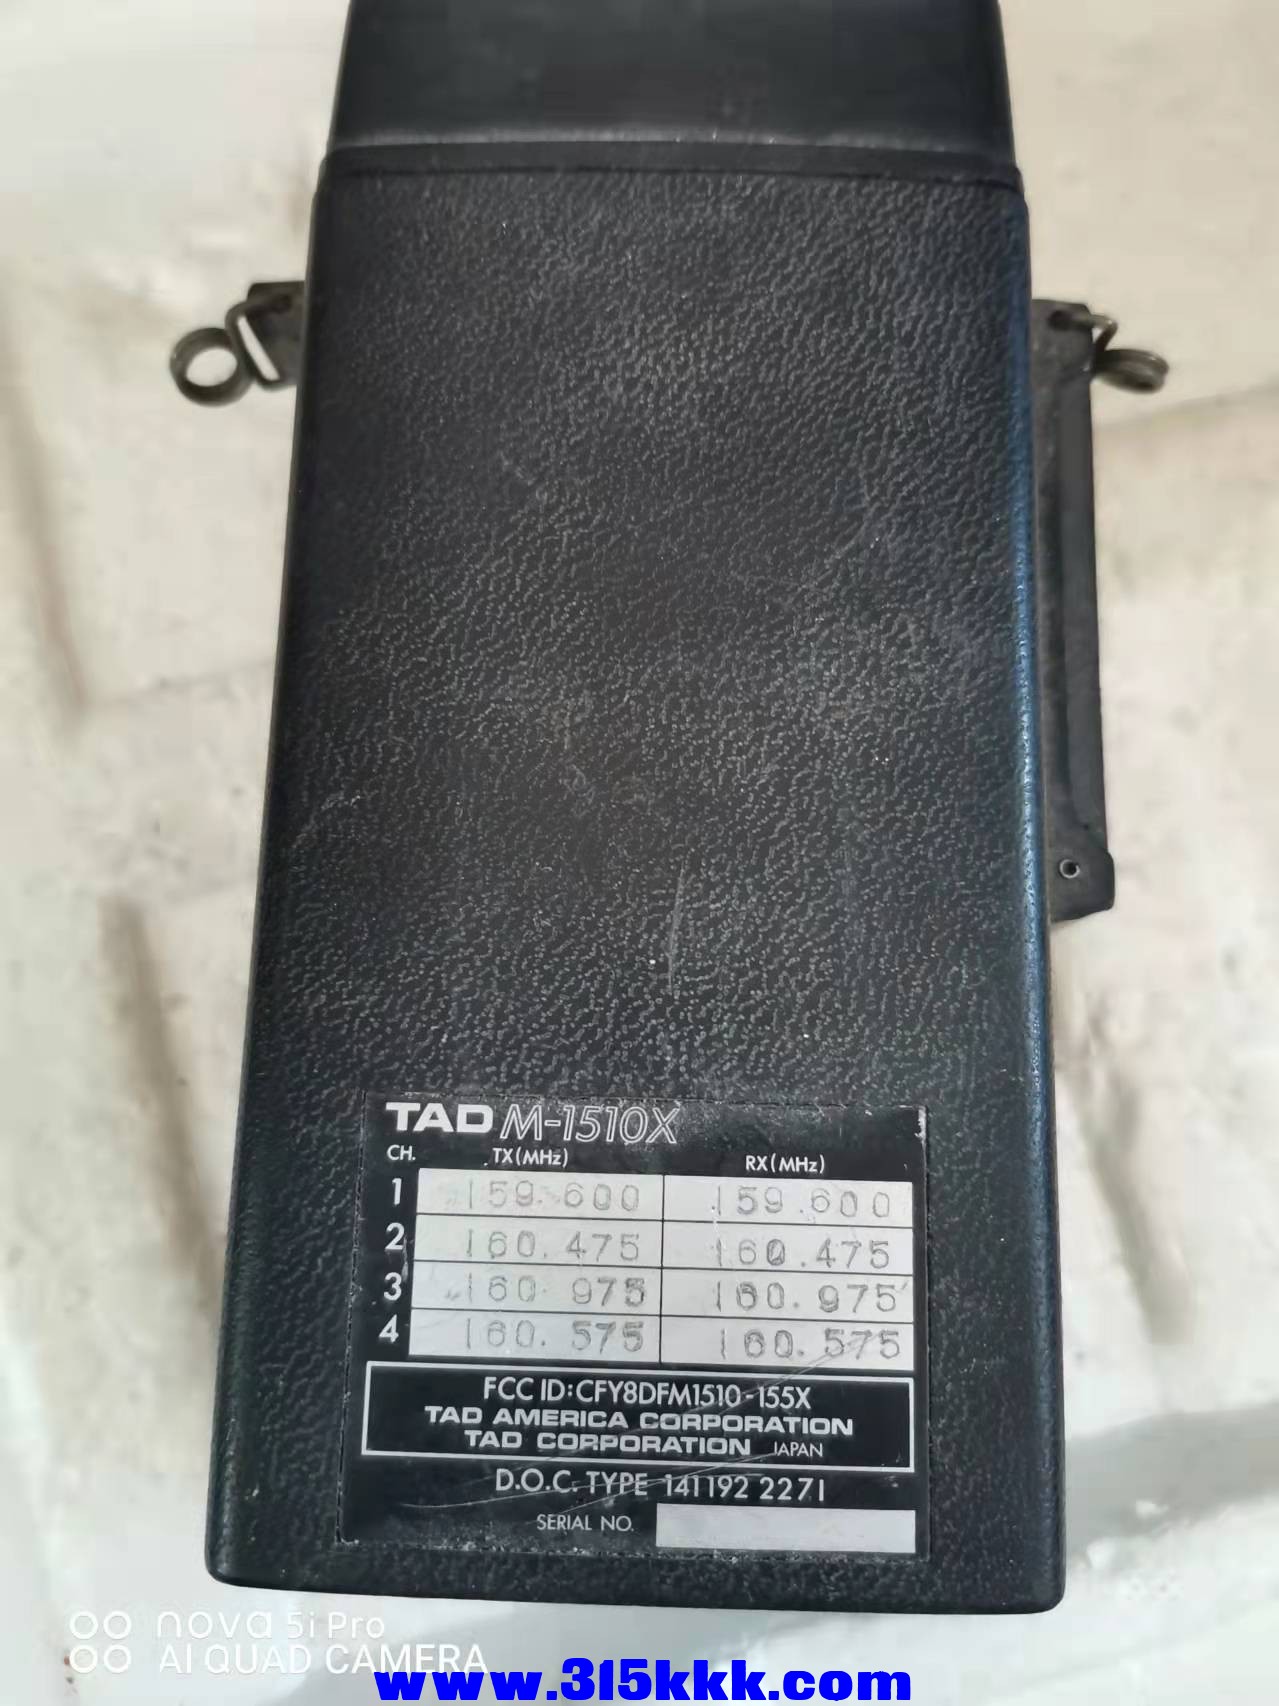 TAD M-1510X
CH. TX(MHz) RX(MHz)
1 159.600 159.600
2 160.475 160.475
3 160.975 160.975
4 160.575 160.575
FCC ID:CFY8DFM1510-155X
TAD AMERICA CORPORATION
TAD CORPORATION JAPAN
D.O.C. TYPE 141192 2271
SERIAL NO.
nova 5i Pro
AI QUAD CAMERA
www.315kkk.com